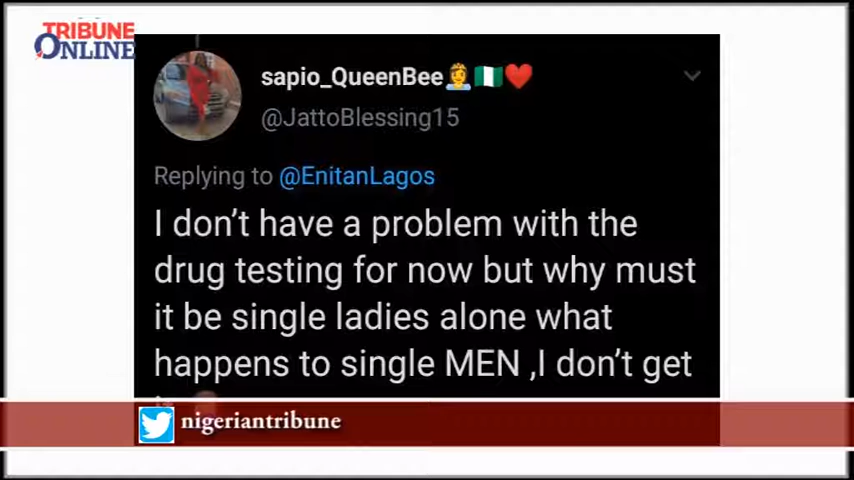 TRIBUNE
ONLINE
sapio_QueenBee👸🇳🇬❤️
@JattoBlessing15
Replying to @EnitanLagos
I don't have a problem with the
drug testing for now but why must
it be single ladies alone what
happens to single MEN ,I don't get
nigeriantribune